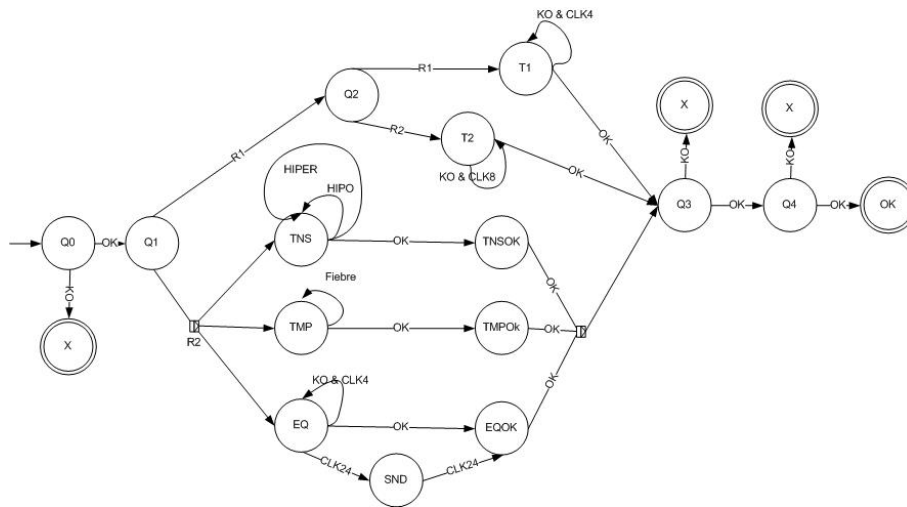 KO & CLK4
R1
T1
Q2
X
X
R2
T2
OK
R1
KO
KO
HIPER
KO & CLK8
OK
HIPO
Q3
OK
Q4
OK
OK
Q0
OK
Q1
TNS
OK
TNSOK
KO
Fiebre
OK
X
R2
TMP
OK
TMPOk
OK
KO & CLK4
OK
EQ
OK
EQOK
CLK24
SND
CLK24